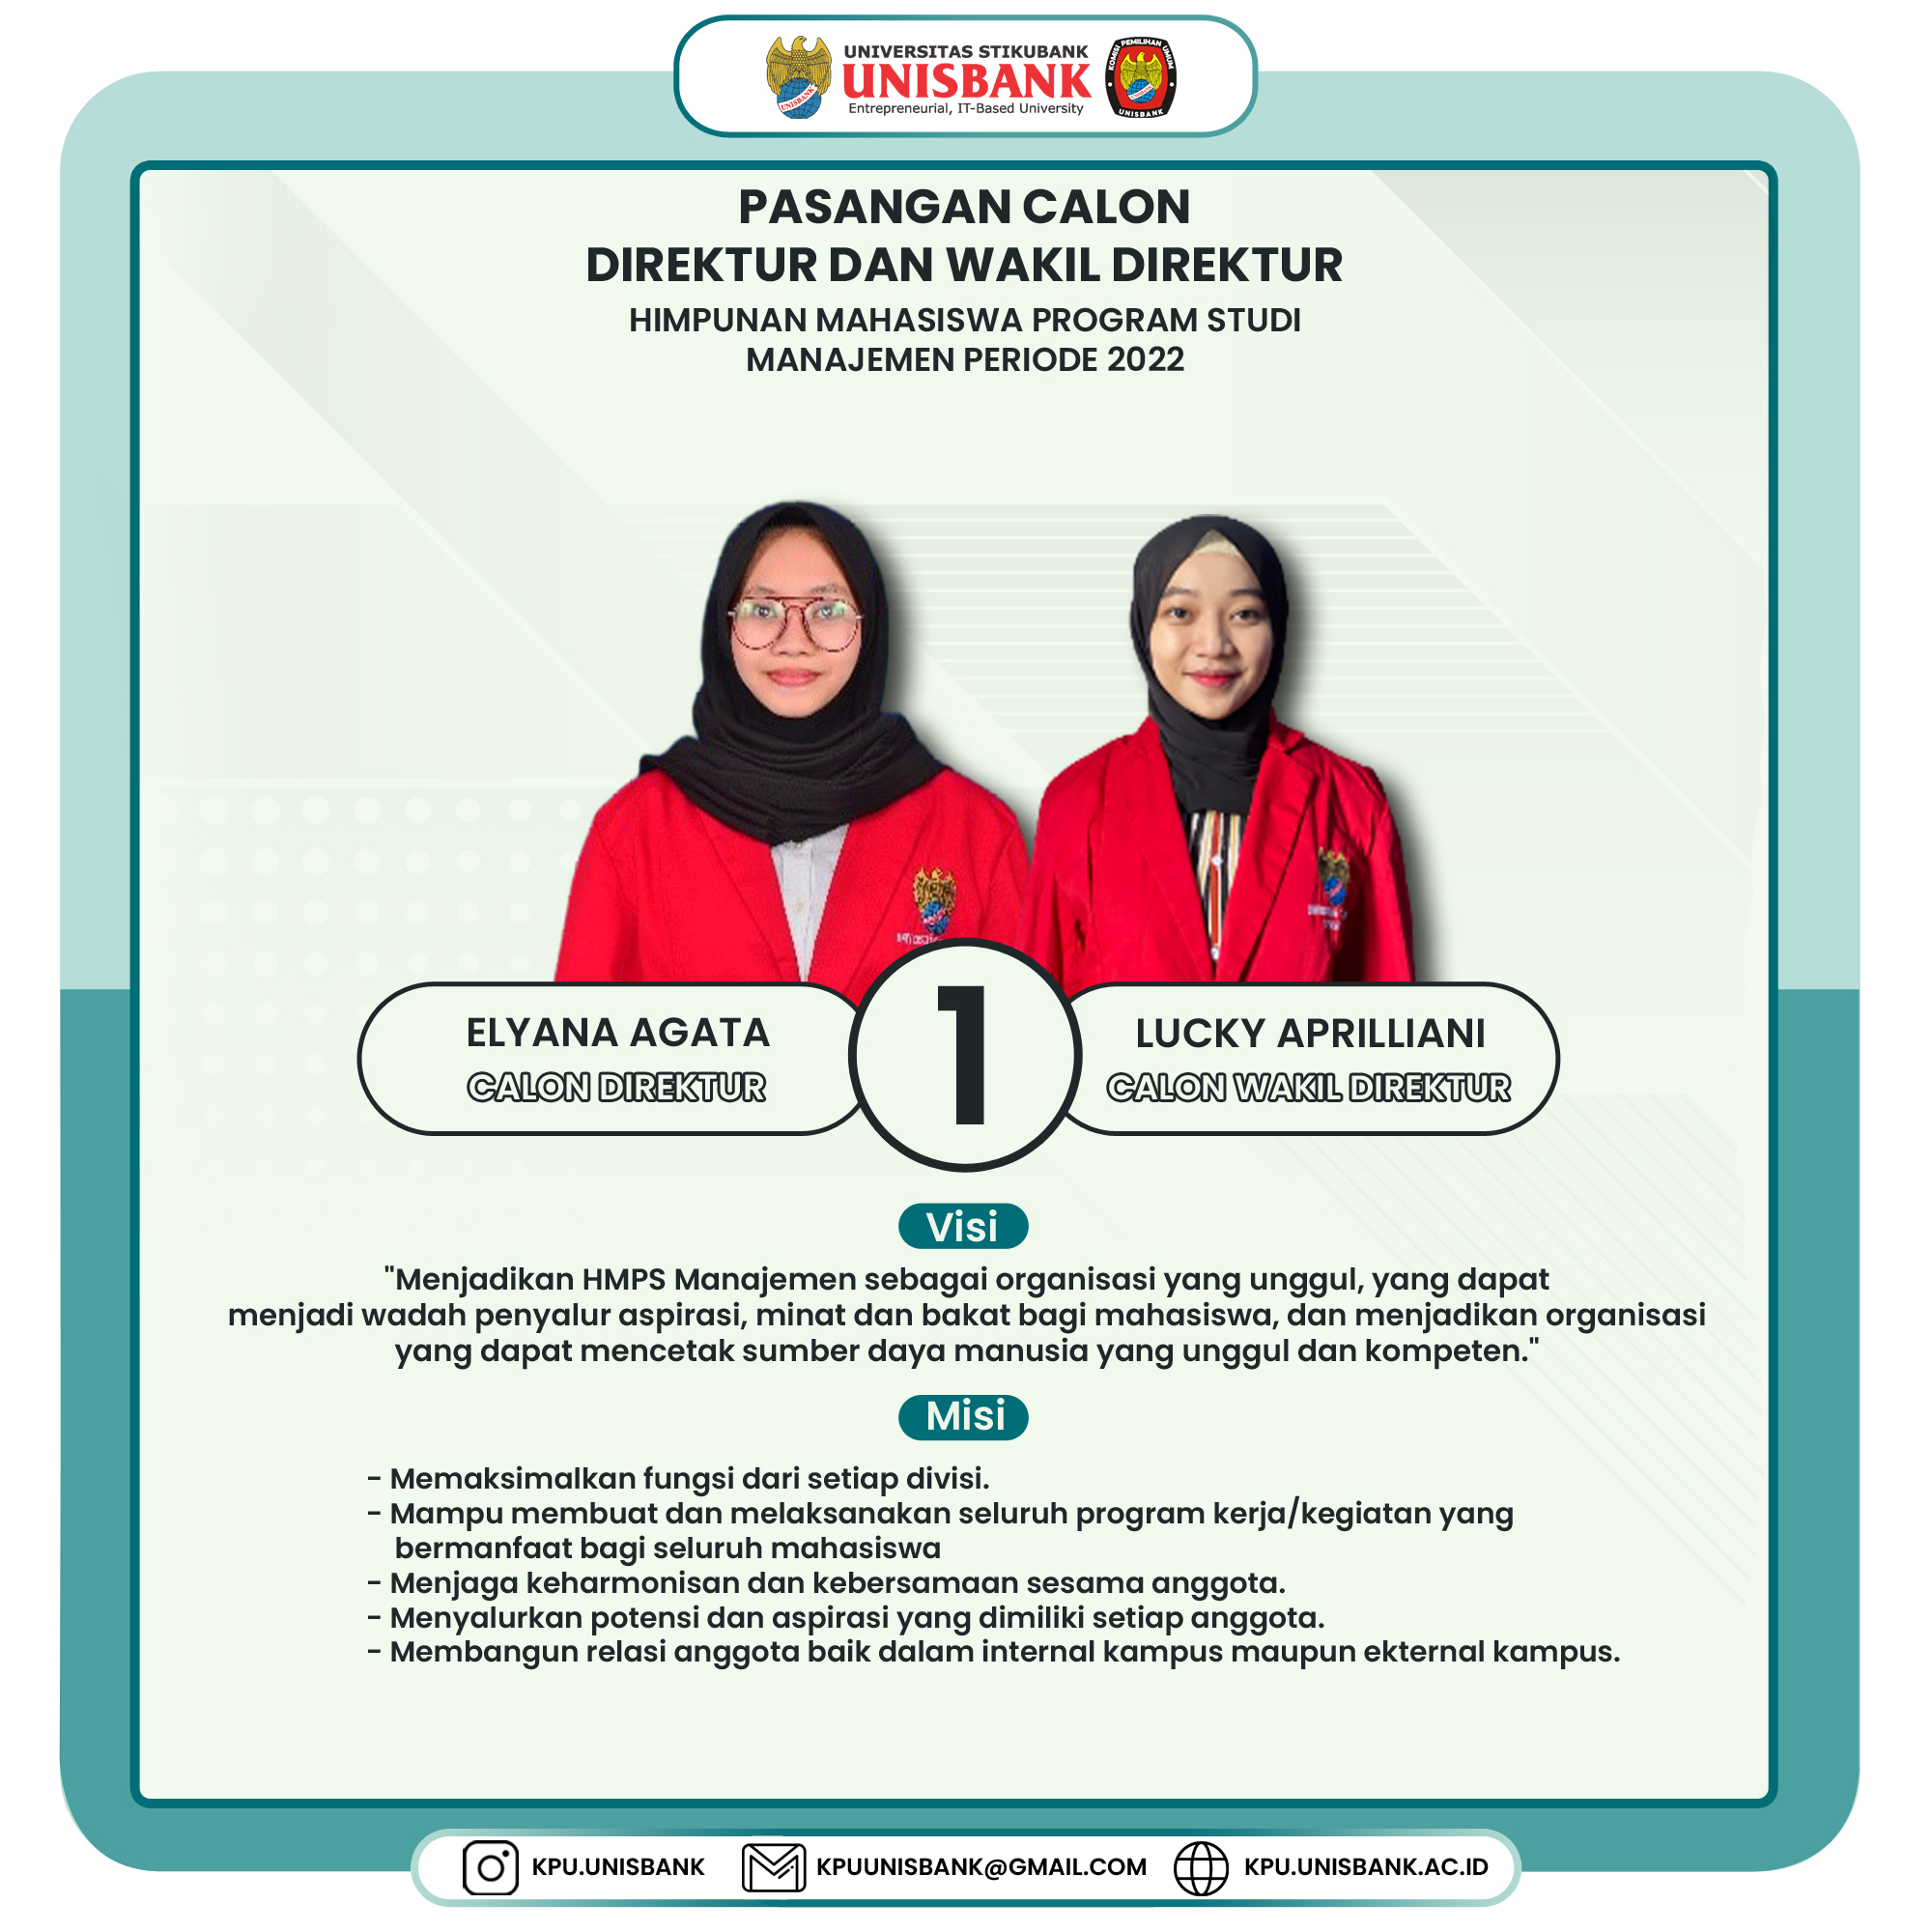 UNIVERSITAS STIKUBANK
UNISBANK
Entrepreneurial, IT-Based University
UNISBANK
KOMISI PEMILIHAN UMUM
UNISBANK
PASANGAN CALON
DIREKTUR DAN WAKIL DIREKTUR
HIMPUNAN MAHASISWA PROGRAM STUDI
MANAJEMEN PERIODE 2022
ELYANA AGATA
CALON DIREKTUR
1
LUCKY APRILLIANI
CALON WAKIL DIREKTUR
Visi
"Menjadikan HMPS Manajemen sebagai organisasi yang unggul, yang dapat
menjadi wadah penyalur aspirasi, minat dan bakat bagi mahasiswa, dan menjadikan organisasi
yang dapat mencetak sumber daya manusia yang unggul dan kompeten."
Misi
- Memaksimalkan fungsi dari setiap divisi.
- Mampu membuat dan melaksanakan seluruh program kerja/kegiatan yang
bermanfaat bagi seluruh mahasiswa
- Menjaga keharmonisan dan kebersamaan sesama anggota.
- Menyalurkan potensi dan aspirasi yang dimiliki setiap anggota.
- Membangun relasi anggota baik dalam internal kampus maupun ekternal kampus.
KPU.UNISBANK
KPUUNISBANK@GMAIL.COM
KPU.UNISBANK.AC.ID